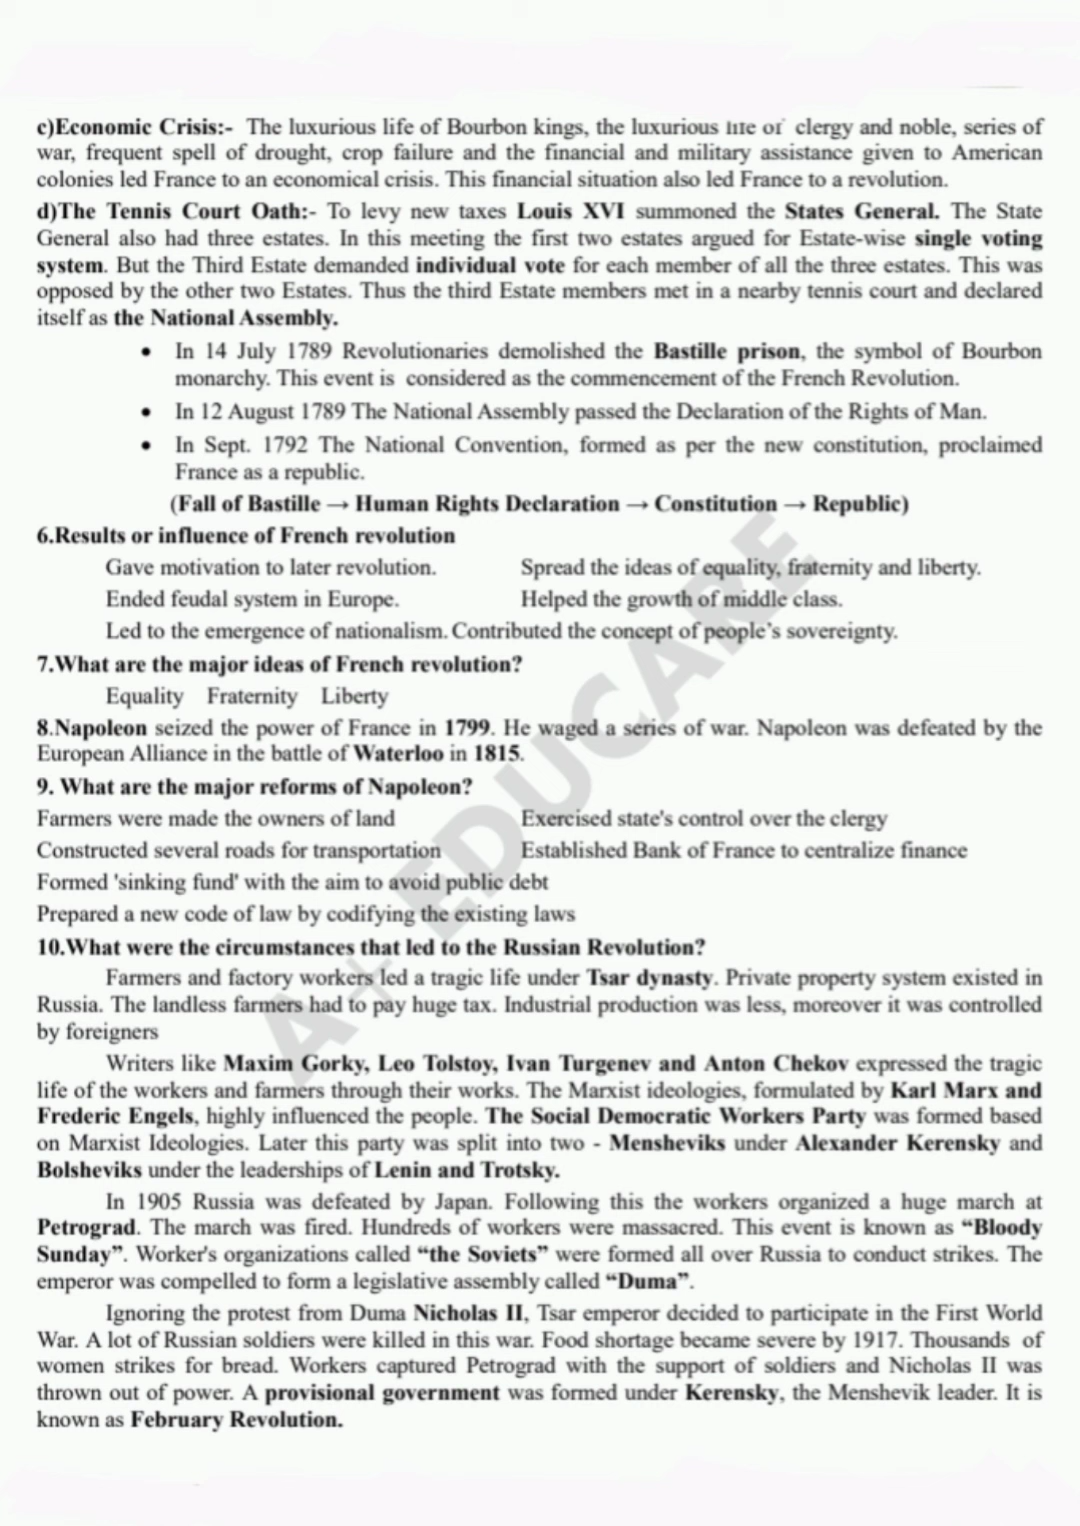 c)Economic Crisis:- The luxurious life of Bourbon kings, the luxurious life of clergy and noble, series of
war, frequent spell of drought, crop failure and the financial and military assistance given to American
colonies led France to an economical crisis. This financial situation also led France to a revolution.
d)The Tennis Court Oath:- To levy new taxes Louis XVI summoned the States General. The State
General also had three estates. In this meeting the first two estates argued for Estate-wise single voting
system. But the Third Estate demanded individual vote for each member of all the three estates. This was
opposed by the other two Estates. Thus the third Estate members met in a nearby tennis court and declared
itself as the National Assembly.
• In 14 July 1789 Revolutionaries demolished the Bastille prison, the symbol of Bourbon
monarchy. This event is considered as the commencement of the French Revolution.
• In 12 August 1789 The National Assembly passed the Declaration of the Rights of Man.
• In Sept. 1792 The National Convention, formed as per the new constitution, proclaimed
France as a republic.
(Fall of Bastille → Human Rights Declaration → Constitution → Republic)
6.Results or influence of French revolution
Gave motivation to later revolution. Spread the ideas of equality, fraternity and liberty.
Ended feudal system in Europe. Helped the growth of middle class.
Led to the emergence of nationalism. Contributed the concept of people's sovereignty.
7.What are the major ideas of French revolution?
Equality Fraternity Liberty
8.Napoleon seized the power of France in 1799. He waged a series of war. Napoleon was defeated by the
European Alliance in the battle of Waterloo in 1815.
9. What are the major reforms of Napoleon?
Farmers were made the owners of land Exercised state's control over the clergy
Constructed several roads for transportation Established Bank of France to centralize finance
Formed 'sinking fund' with the aim to avoid public debt
Prepared a new code of law by codifying the existing laws
10.What were the circumstances that led to the Russian Revolution?
Farmers and factory workers led a tragic life under Tsar dynasty. Private property system existed in
Russia. The landless farmers had to pay huge tax. Industrial production was less, moreover it was controlled
by foreigners
Writers like Maxim Gorky, Leo Tolstoy, Ivan Turgenev and Anton Chekov expressed the tragic
life of the workers and farmers through their works. The Marxist ideologies, formulated by Karl Marx and
Frederic Engels, highly influenced the people. The Social Democratic Workers Party was formed based
on Marxist Ideologies. Later this party was split into two - Mensheviks under Alexander Kerensky and
Bolsheviks under the leaderships of Lenin and Trotsky.
In 1905 Russia was defeated by Japan. Following this the workers organized a huge march at
Petrograd. The march was fired. Hundreds of workers were massacred. This event is known as “Bloody
Sunday”. Worker's organizations called “the Soviets” were formed all over Russia to conduct strikes. The
emperor was compelled to form a legislative assembly called “Duma”.
Ignoring the protest from Duma Nicholas II, Tsar emperor decided to participate in the First World
War. A lot of Russian soldiers were killed in this war. Food shortage became severe by 1917. Thousands of
women strikes for bread. Workers captured Petrograd with the support of soldiers and Nicholas II was
thrown out of power. A provisional government was formed under Kerensky, the Menshevik leader. It is
known as February Revolution.
A+ EDUCARE